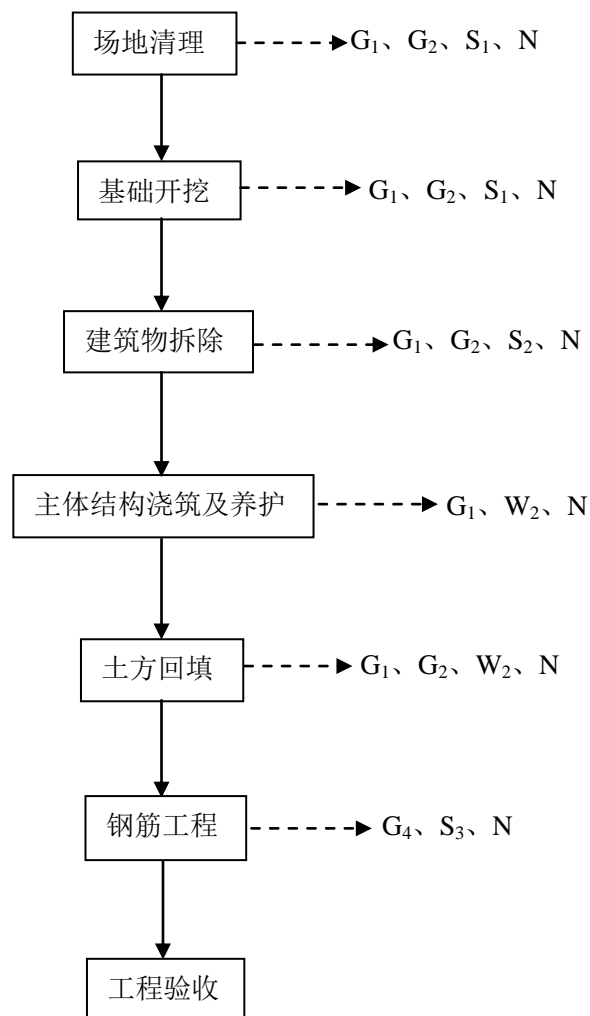 场地清理 G₁、G₂、S₁、N
基础开挖 G₁、G₂、S₁、N
建筑物拆除 G₁、G₂、S₂、N
主体结构浇筑及养护 G₁、W₂、N
土方回填 G₁、G₂、W₂、N
钢筋工程 G₄、S₃、N
工程验收